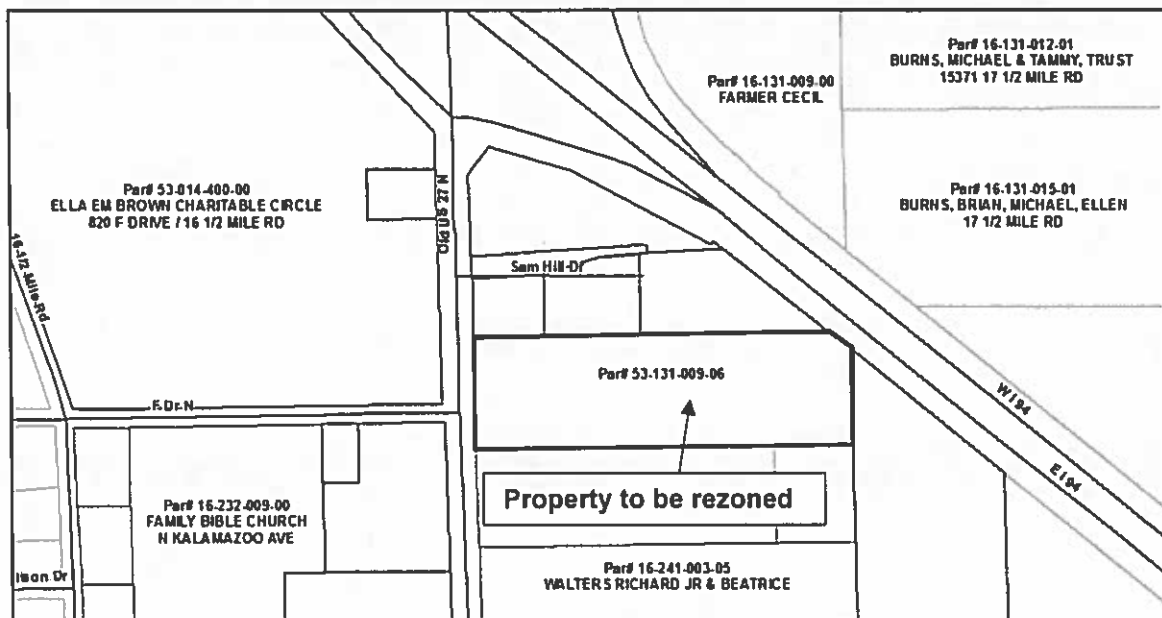 Par# 16-131-012-01
BURNS, MICHAEL & TAMMY, TRUST
15371 17 1/2 MILE RD
Par# 16-131-009-00
FARMER CECIL
Par# 53-014-400-00
ELLA EM BROWN CHARITABLE CIRCLE
820 F DRIVE / 16 1/2 MILE RD
Par# 16-131-015-01
BURNS, BRIAN, MICHAEL, ELLEN
17 1/2 MILE RD
Old US 27 N
16-1/2 Mile Rd
Sam Hill Dr
Par# 53-131-009-06
W I 94
E I 94
F Dr N
Property to be rezoned
Par# 16-232-009-00
FAMILY BIBLE CHURCH
N KALAMAZOO AVE
lson Dr
Par# 16-241-003-05
WALTERS RICHARD JR & BEATRICE